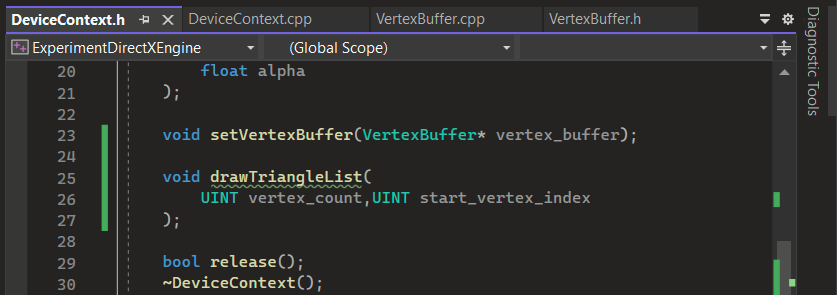 DeviceContext.h DeviceContext.cpp VertexBuffer.cpp VertexBuffer.h
ExperimentDirectXEngine (Global Scope)
20 float alpha
21 );
22
23 void setVertexBuffer(VertexBuffer* vertex_buffer);
24
25 void drawTriangleList(
26 UINT vertex_count,UINT start_vertex_index
27 );
28
29 bool release();
30 ~DeviceContext();
Diagnostic Tools